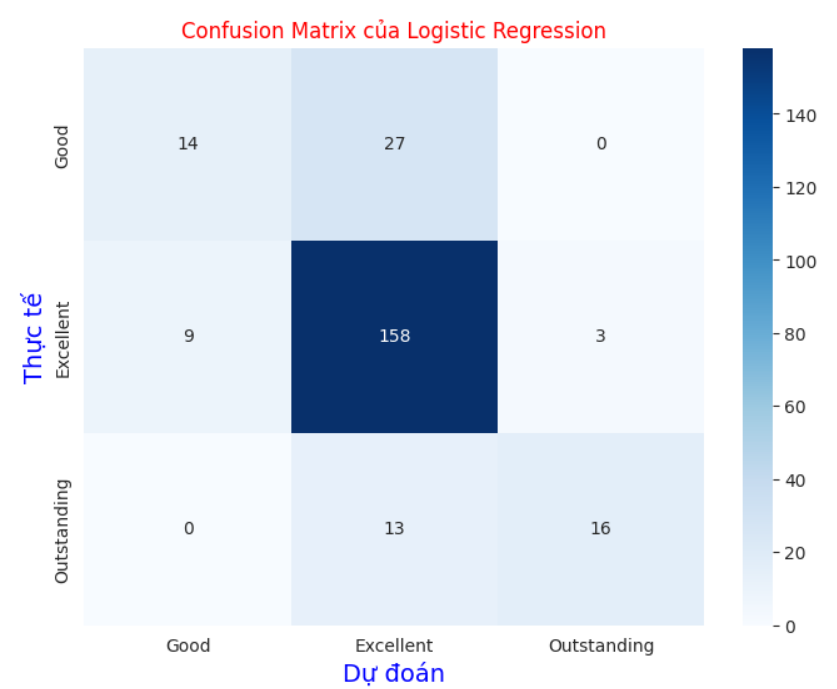 Confusion Matrix của Logistic Regression
Good
14
27
0
140
120
100
Thực tế
Excellent
9
158
3
80
60
Outstanding
0
13
16
40
20
0
Good
Excellent
Outstanding
Dự đoán